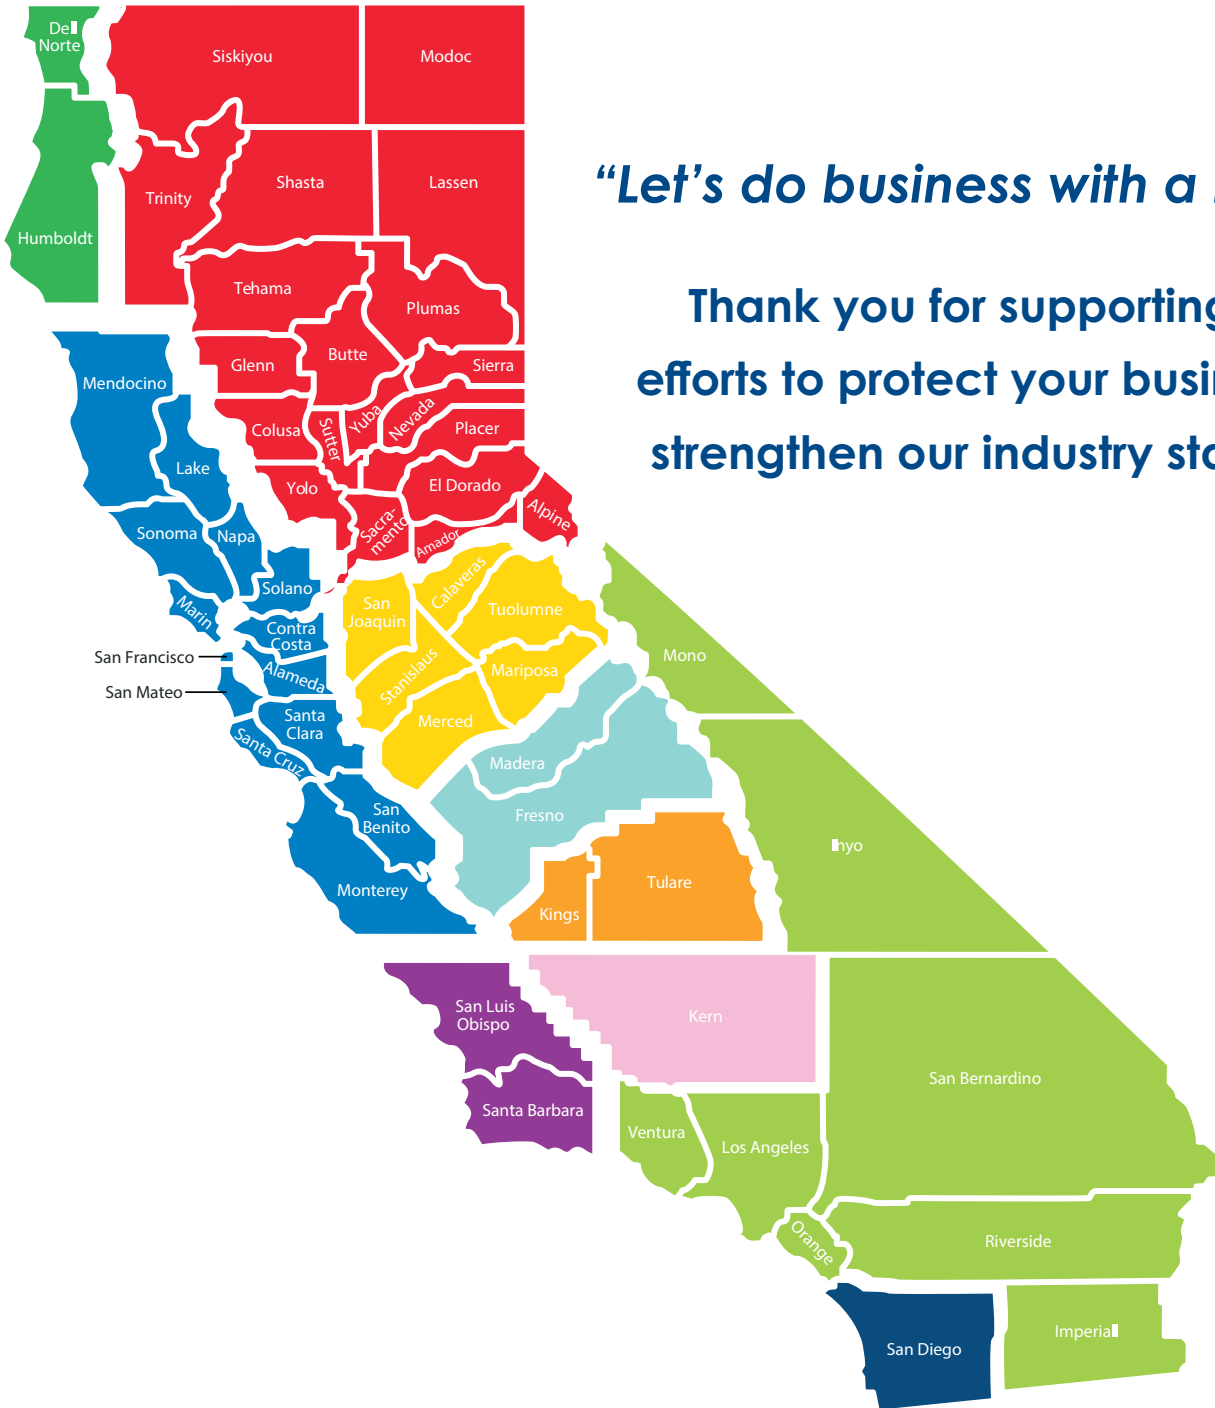 Del
Norte
Siskiyou
Modoc
Trinity
Shasta
Lassen
Humboldt
"Let's do business with a
Tehama
Plumas
Thank you for supporting
Glenn
Butte
Sierra
efforts to protect your busi
Mendocino
Colusa
Sutter
Yuba
Nevada
Placer
strengthen our industry
Lake
Yolo
El Dorado
Sonoma
Napa
Sacra-
mento
Amador
Alpine
Solano
Marin
Contra
Costa
San
Joaquin
Calaveras
Tuolumne
San Francisco
Alameda
Stanislaus
Mariposa
Mono
San Mateo
Santa
Clara
Merced
Santa Cruz
Madera
San
Benito
Fresno
nyo
Monterey
Kings
Tulare
San Luis
Obispo
Kern
San Bernardino
Santa Barbara
Ventura
Los Angeles
Orange
Riverside
San Diego
Imperial